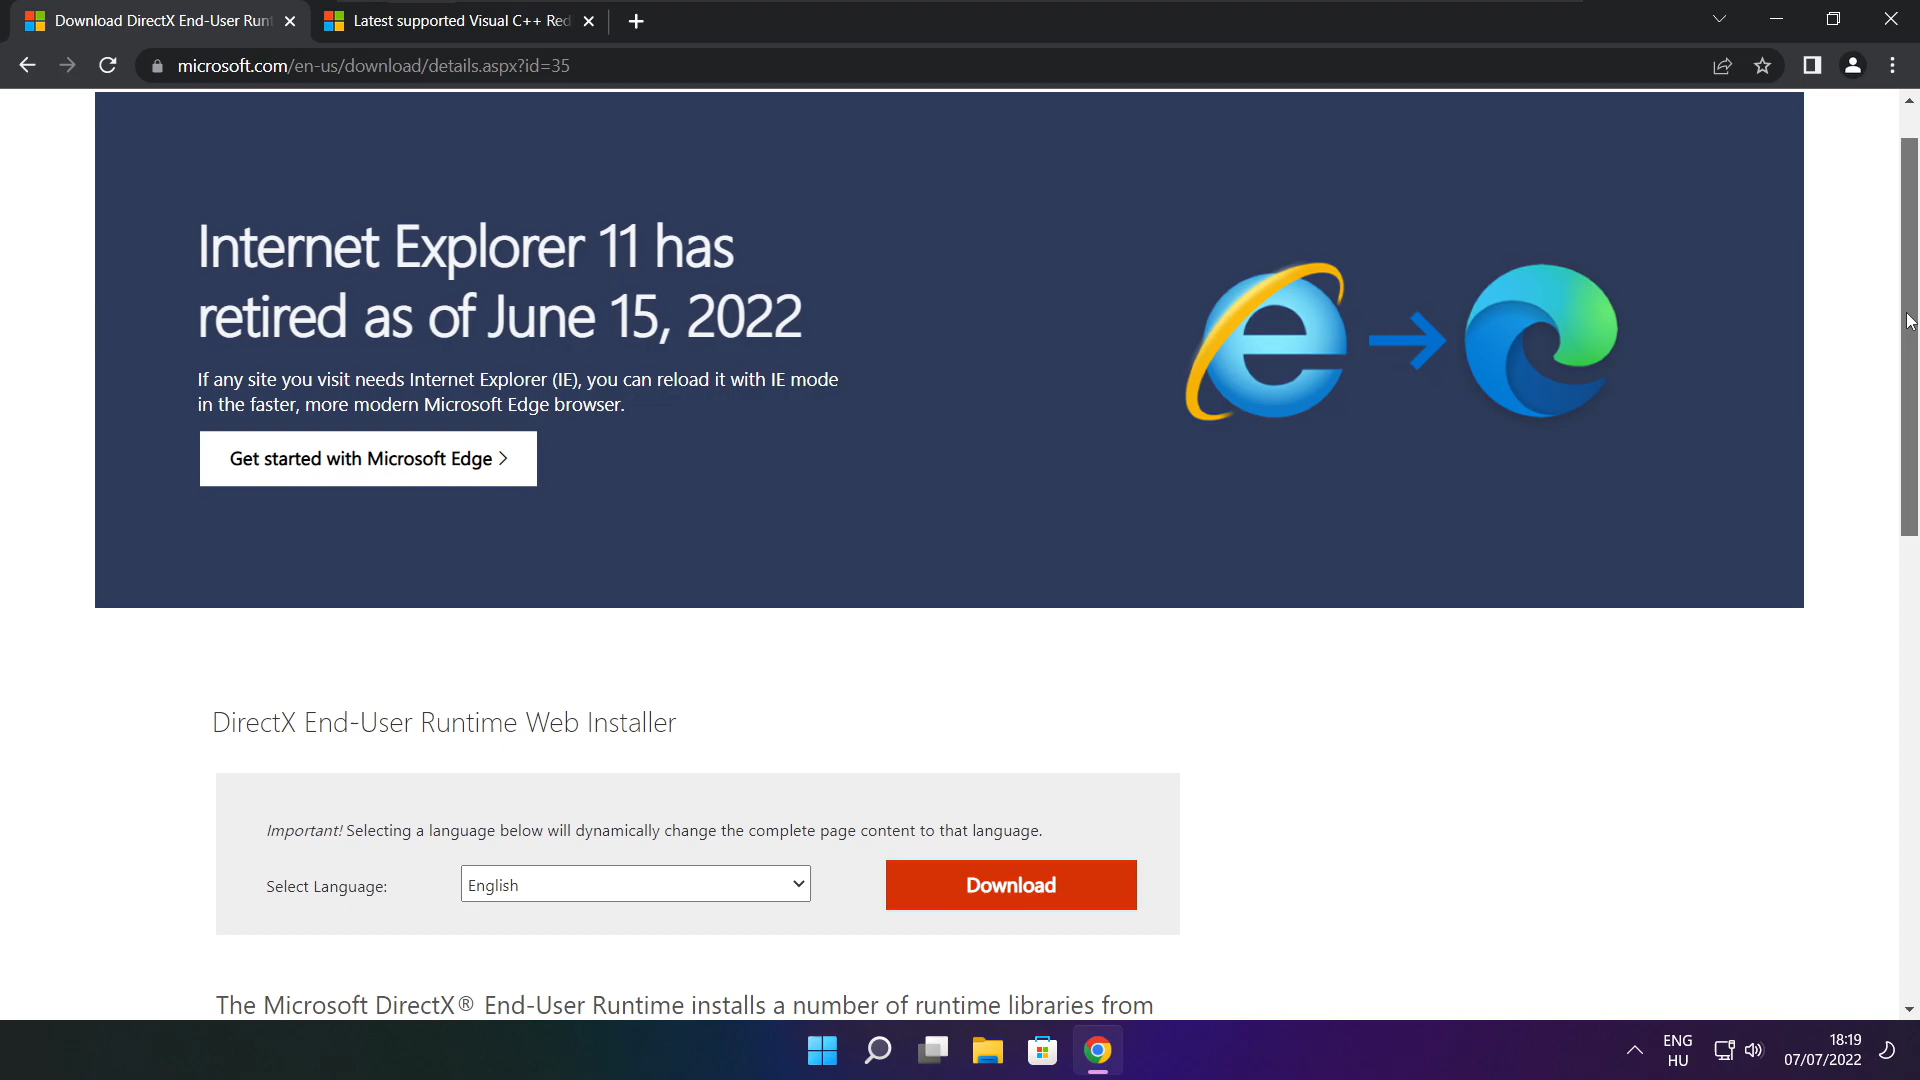 Download DirectX End-User Runt
Latest supported Visual C++ Red
microsoft.com/en-us/download/details.aspx?id=35
Internet Explorer 11 has
retired as of June 15, 2022
If any site you visit needs Internet Explorer (IE), you can reload it with IE mode
in the faster, more modern Microsoft Edge browser.
Get started with Microsoft Edge >
DirectX End-User Runtime Web Installer
Important! Selecting a language below will dynamically change the complete page content to that language.
Select Language:
English
Download
The Microsoft DirectX® End-User Runtime installs a number of runtime libraries from
ENG
HU
18:19
07/07/2022